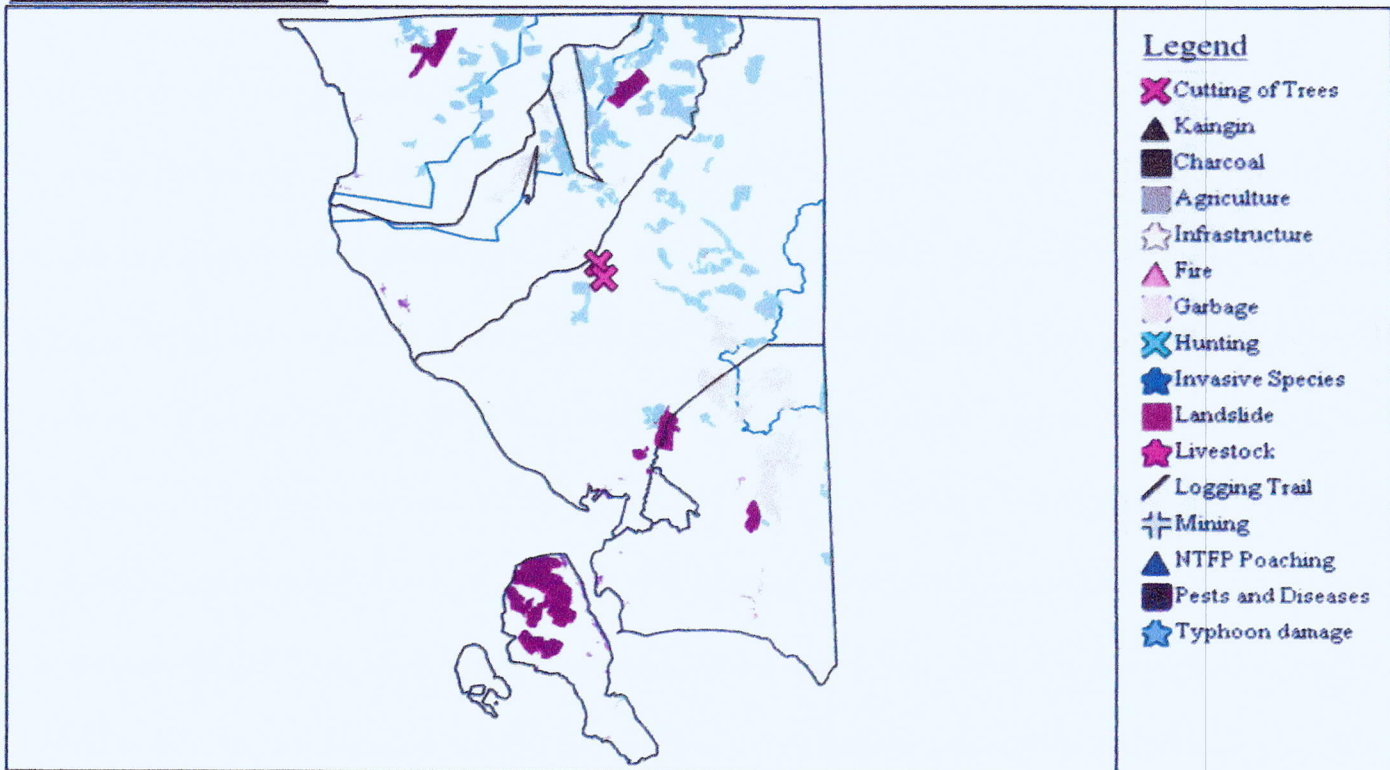 Legend
Cutting of Trees
Kaingin
Charcoal
Agriculture
Infrastructure
Fire
Garbage
Hunting
Invasive Species
Landslide
Livestock
Logging Trail
Mining
NTFP Poaching
Pests and Diseases
Typhoon damage